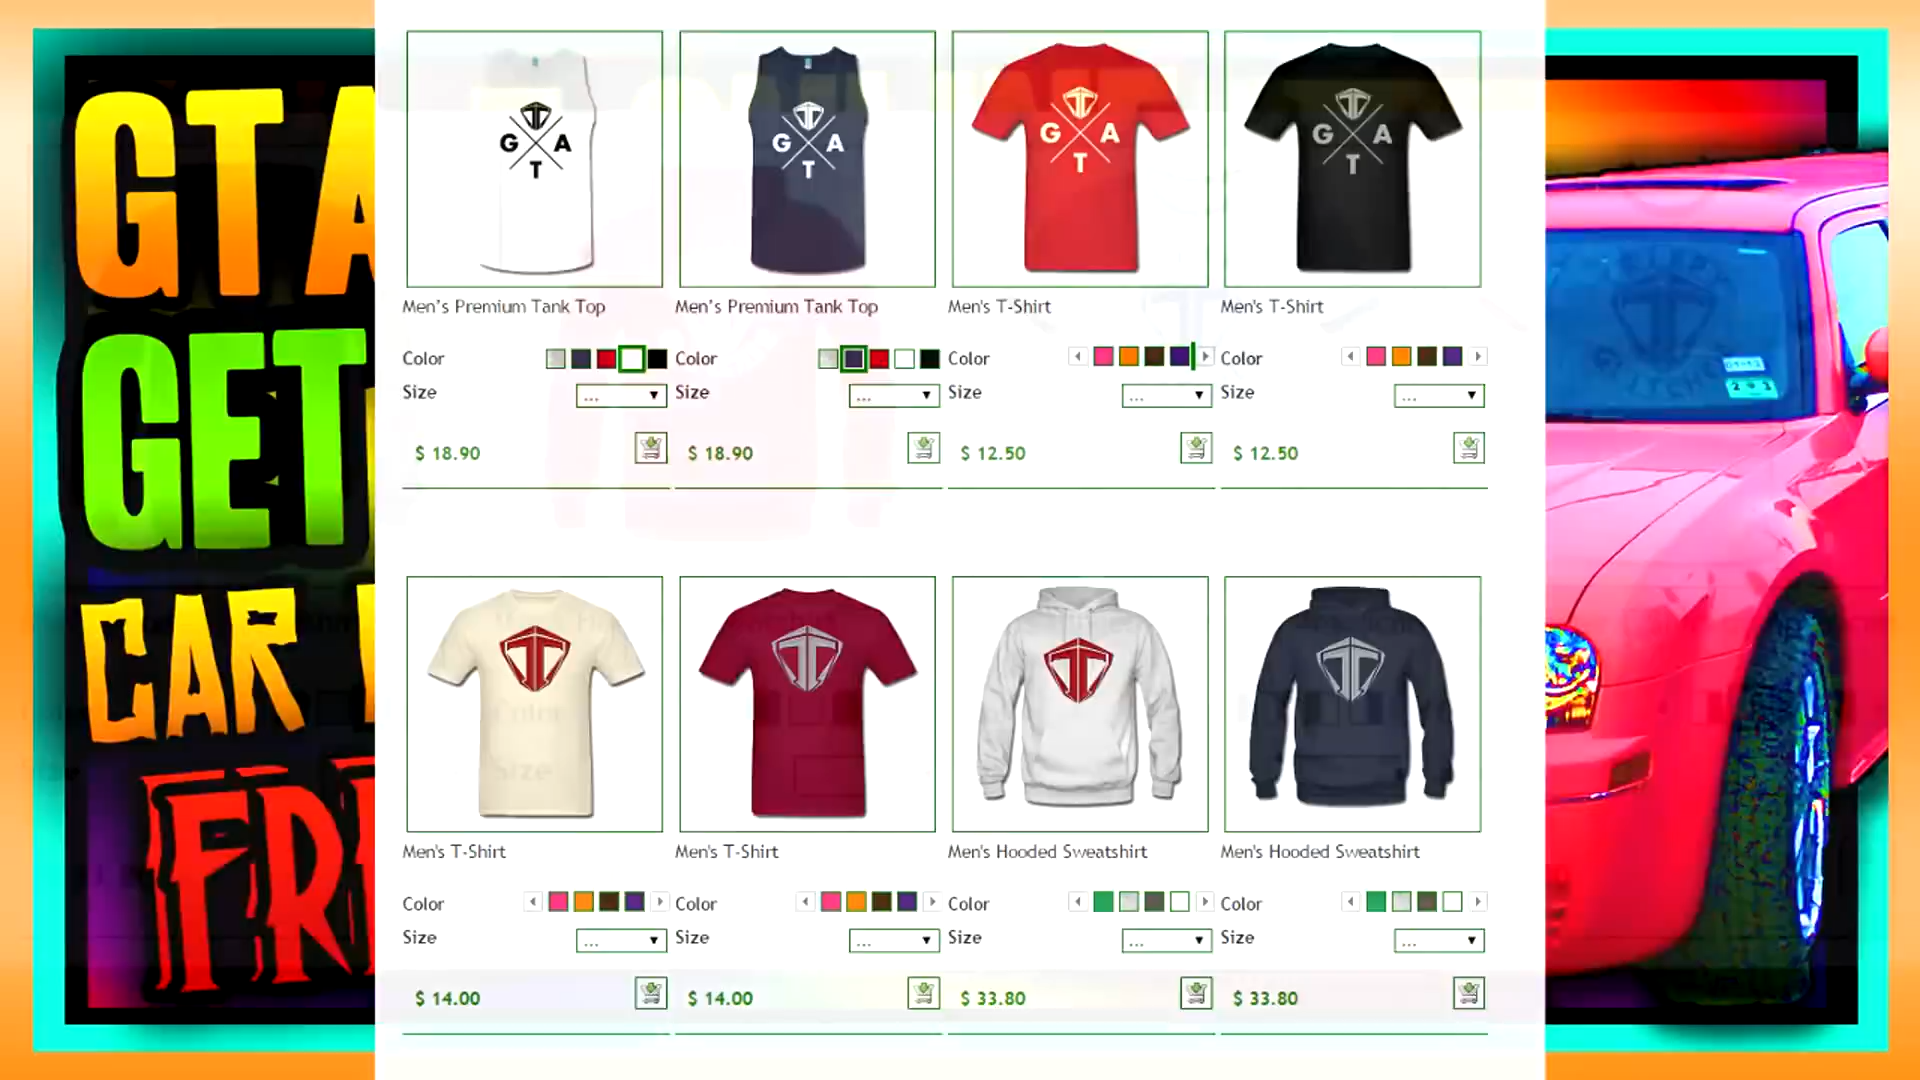 GTA
GET
CAR
FR
G A
T
G A
T
G A
T
G A
T
Men's Premium Tank Top
Men's Premium Tank Top
Men's T-Shirt
Men's T-Shirt
Color
Color
Color
Color
Size
...
Size
...
Size
...
Size
...
$ 18.90
$ 18.90
$ 12.50
$ 12.50
Men's T-Shirt
Men's T-Shirt
Men's Hooded Sweatshirt
Men's Hooded Sweatshirt
Color
Color
Color
Color
Size
...
Size
...
Size
...
Size
...
$ 14.00
$ 14.00
$ 33.80
$ 33.80